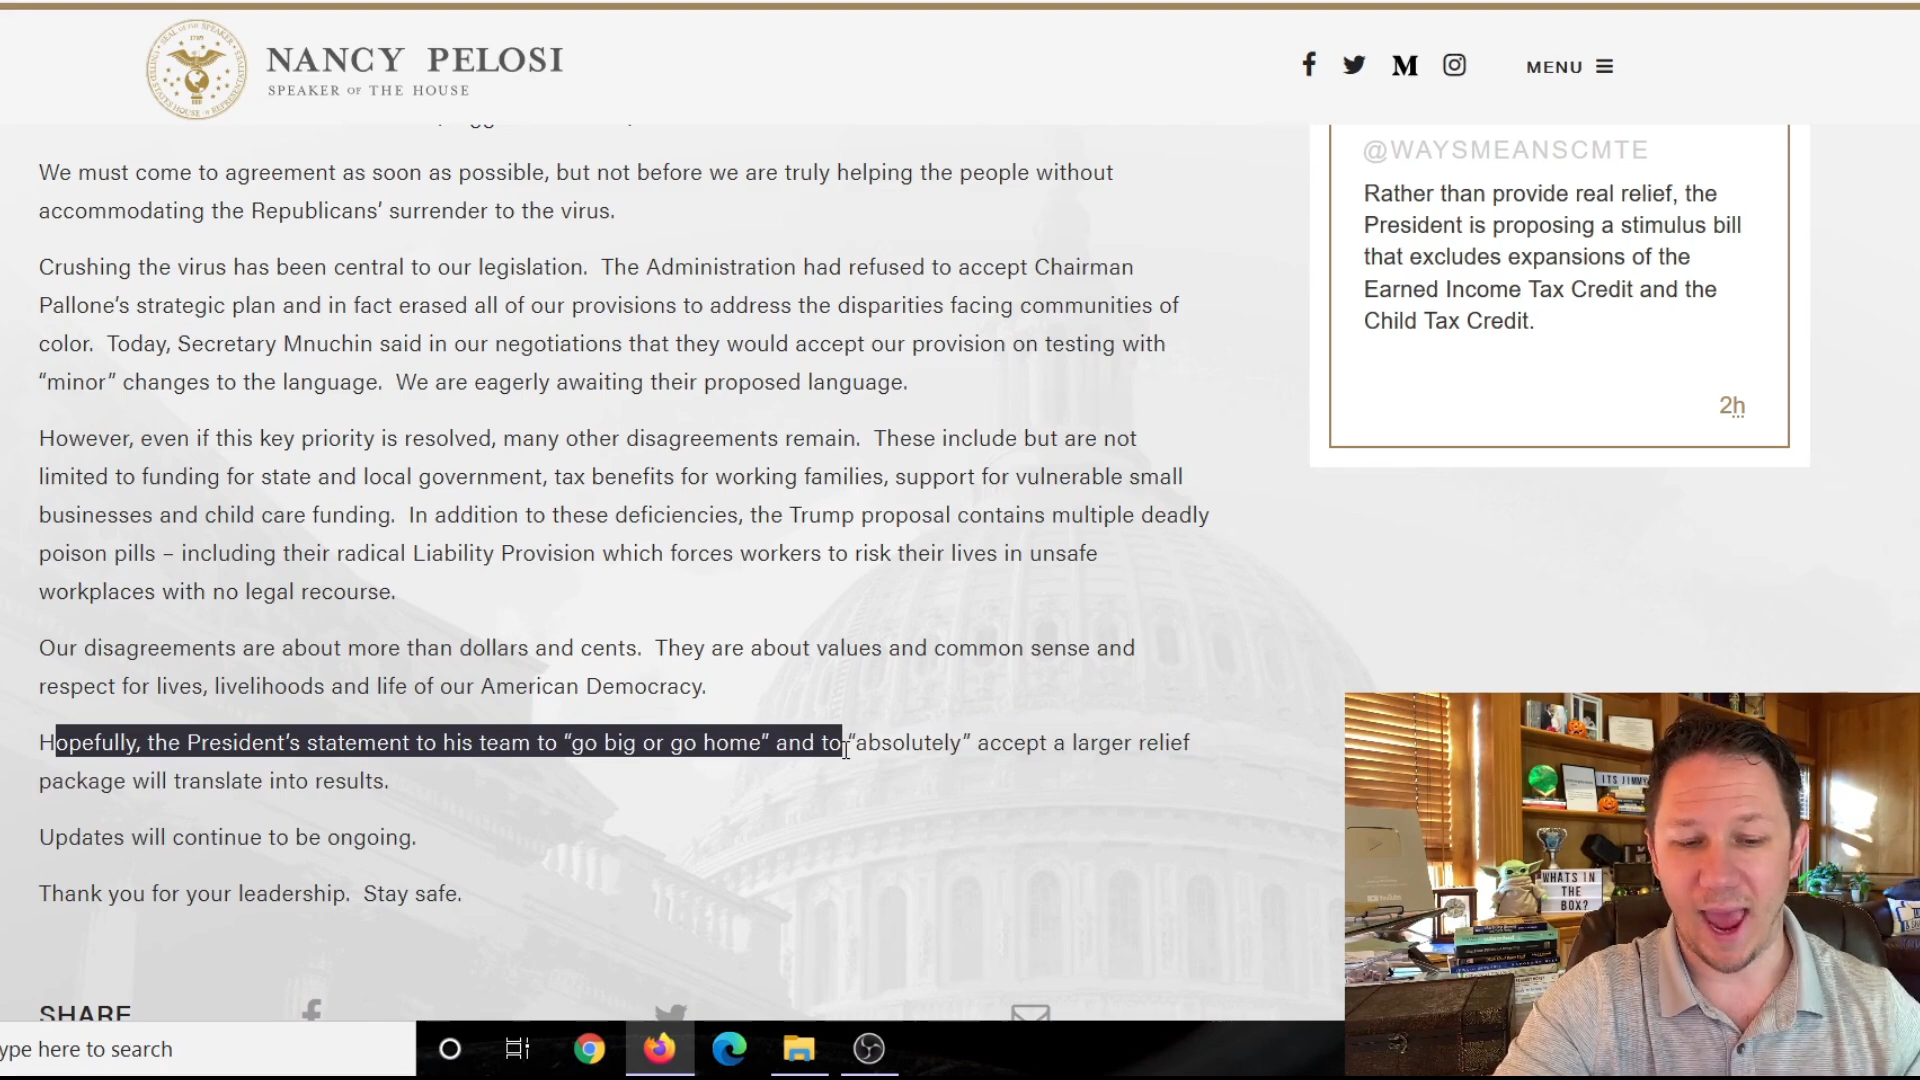 NANCY PELOSI
SPEAKER OF THE HOUSE
MENU
We must come to agreement as soon as possible, but not before we are truly helping the people without
accommodating the Republicans’ surrender to the virus.
Crushing the virus has been central to our legislation.  The Administration had refused to accept Chairman
Pallone’s strategic plan and in fact erased all of our provisions to address the disparities facing communities of
color.  Today, Secretary Mnuchin said in our negotiations that they would accept our provision on testing with
“minor” changes to the language.  We are eagerly awaiting their proposed language.
However, even if this key priority is resolved, many other disagreements remain.  These include but are not
limited to funding for state and local government, tax benefits for working families, support for vulnerable small
businesses and child care funding.  In addition to these deficiencies, the Trump proposal contains multiple deadly
poison pills – including their radical Liability Provision which forces workers to risk their lives in unsafe
workplaces with no legal recourse.
Our disagreements are about more than dollars and cents.  They are about values and common sense and
respect for lives, livelihoods and life of our American Democracy.
Hopefully, the President’s statement to his team to “go big or go home” and to “absolutely” accept a larger relief
package will translate into results.
Updates will continue to be ongoing.
Thank you for your leadership.  Stay safe.
SHARE
@WAYSMEANSCMTE
Rather than provide real relief, the
President is proposing a stimulus bill
that excludes expansions of the
Earned Income Tax Credit and the
Child Tax Credit.
2h
ITS JIMMY
WHATS IN
THE
BOX?
ype here to search